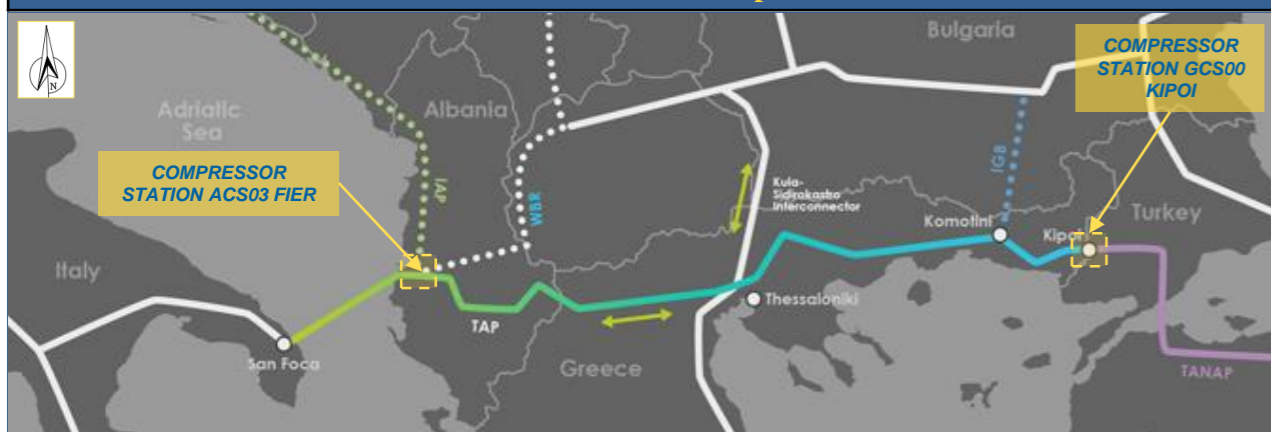 N
Bulgaria
COMPRESSOR
STATION GCS00
KIPOI
Adriatic
Sea
Albania
COMPRESSOR
STATION ACS03 FIER
IAP
WBR
Kula-
Sidirokastro
Interconnector
IGB
Komotini
Kipoi
Turkey
Italy
Thessaloniki
TAP
San Foca
Greece
TANAP